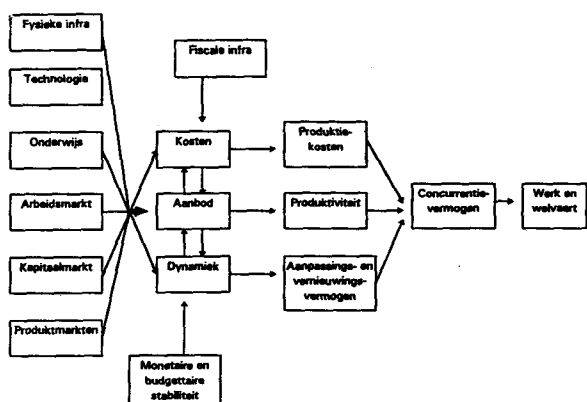 Fysieke infra
Fiscale infra
Technologie
Onderwijs
Kosten
Produktie-
kosten
Arbeidsmarkt
Aanbod
Produktiviteit
Concurrentie-
vermogen
Werk en
welvaart
Kapitaalmarkt
Dynamiek
Aanpassings- en
vernieuwings-
vermogen
Produktmarkten
Monetaire en
budgettaire
stabiliteit